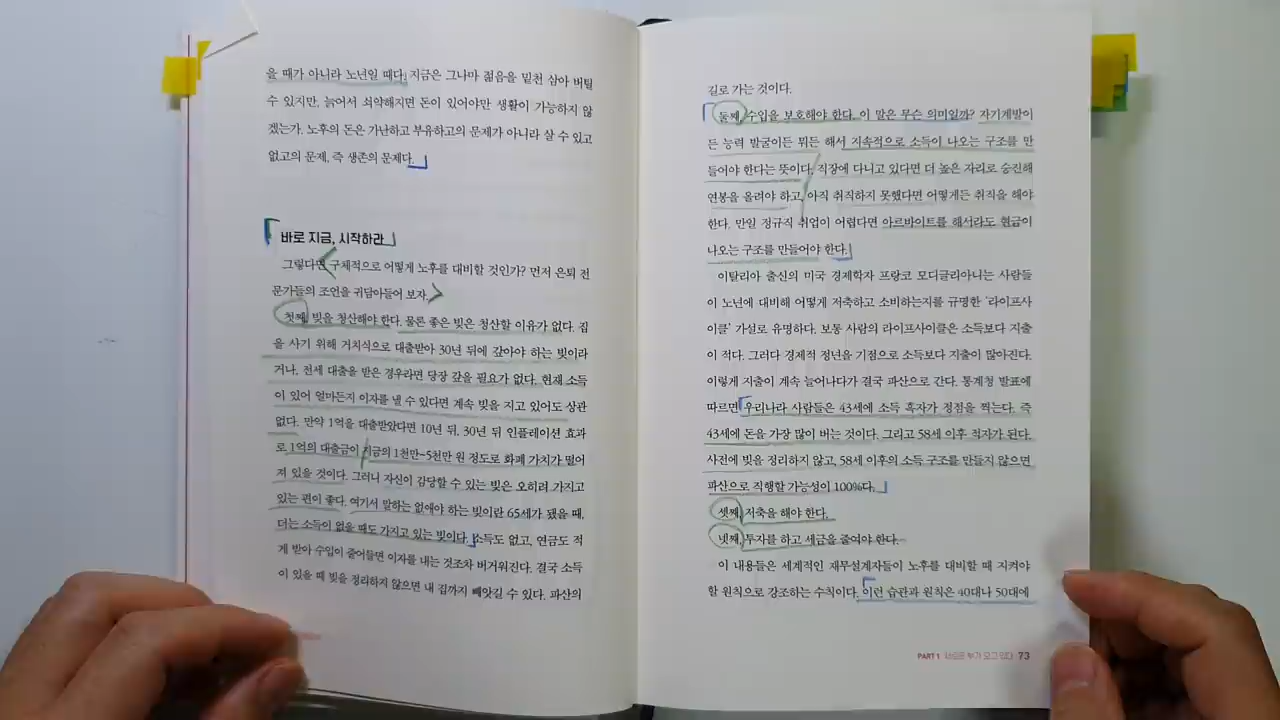 을 때가 아니라 노년일 때다. 지금은 그나마 젊음을 밑천 삼아 버틸
수 있지만, 늙어서 쇠약해지면 돈이 있어야만 생활이 가능하지 않
겠는가. 노후의 돈은 가난하고 부유하고의 문제가 아니라 살 수 있고
없고의 문제, 즉 생존의 문제다.
바로 지금, 시작하라
그렇다면 구체적으로 어떻게 노후를 대비할 것인가? 먼저 은퇴 전
문가들의 조언을 귀담아들어 보자.
첫째, 빚을 청산해야 한다. 물론 좋은 빚은 청산할 이유가 없다. 집
을 사기 위해 거치식으로 대출받아 30년 뒤에 갚아야 하는 빚이라
거나, 전세 대출을 받은 경우라면 당장 갚을 필요가 없다. 현재 소득
이 있어 얼마든지 이자를 낼 수 있다면 계속 빚을 지고 있어도 상관
없다. 만약 1억을 대출받았다면 10년 뒤, 30년 뒤 인플레이션 효과
로 1억의 대출금이 지금의 1천만~5천만 원 정도로 화폐 가치가 떨어
져 있을 것이다. 그러니 자신이 감당할 수 있는 빚은 오히려 가지고
있는 편이 좋다. 여기서 말하는 없애야 하는 빚이란 65세가 됐을 때,
더는 소득이 없을 때도 가지고 있는 빚이다. 소득도 없고, 연금도 적
게 받아 수입이 줄어들면 이자를 내는 것조차 버거워진다. 결국 소득
이 있을 때 빚을 정리하지 않으면 내 집까지 빼앗길 수 있다. 파산의
길로 가는 것이다.
둘째, 수입을 보호해야 한다. 이 말은 무슨 의미일까? 자기계발이
든 능력 발굴이든 뭐든 해서 지속적으로 소득이 나오는 구조를 만
들어야 한다는 뜻이다. 직장에 다니고 있다면 더 높은 자리로 승진해
연봉을 올려야 하고, 아직 취직하지 못했다면 어떻게든 취직을 해야
한다. 만일 정규직 취업이 어렵다면 아르바이트를 해서라도 현금이
나오는 구조를 만들어야 한다.
이탈리아 출신의 미국 경제학자 프랑코 모디글리아니는 사람들
이 노년에 대비해 어떻게 저축하고 소비하는지를 규명한 '라이프사
이클' 가설로 유명하다. 보통 사람의 라이프사이클은 소득보다 지출
이 적다. 그러다 경제적 정년을 기점으로 소득보다 지출이 많아진다.
이렇게 지출이 계속 늘어나다가 결국 파산으로 간다. 통계청 발표에
따르면 우리나라 사람들은 43세에 소득 흑자가 정점을 찍는다. 즉
43세에 돈을 가장 많이 버는 것이다. 그리고 58세 이후 적자가 된다.
사전에 빚을 정리하지 않고, 58세 이후의 소득 구조를 만들지 않으면
파산으로 직행할 가능성이 100%다.
셋째, 저축을 해야 한다.
넷째, 투자를 하고 세금을 줄여야 한다.
이 내용들은 세계적인 재무설계자들이 노후를 대비할 때 지켜야
할 원칙으로 강조하는 수칙이다. 이런 습관과 원칙은 40대나 50대에
PART 1 새로운 부가 오고 있다 73